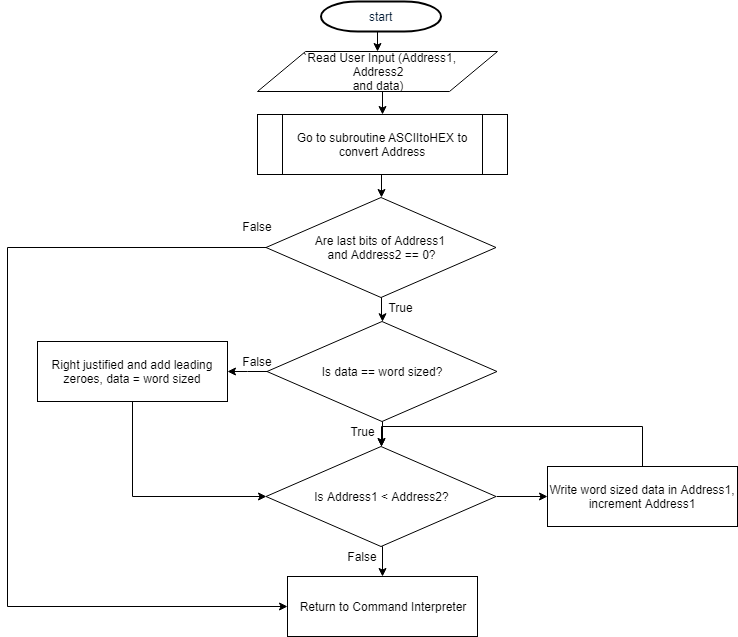 start
`Read User Input (Address1,
Address2
and data)
Go to subroutine ASCIItoHEX to
convert Address
False
Are last bits of Address1
and Address2 == 0?
True
Right justified and add leading
zeroes, data = word sized
False
Is data == word sized?
True
Is Address1 < Address2?
Write word sized data in Address1,
increment Address1
False
Return to Command Interpreter